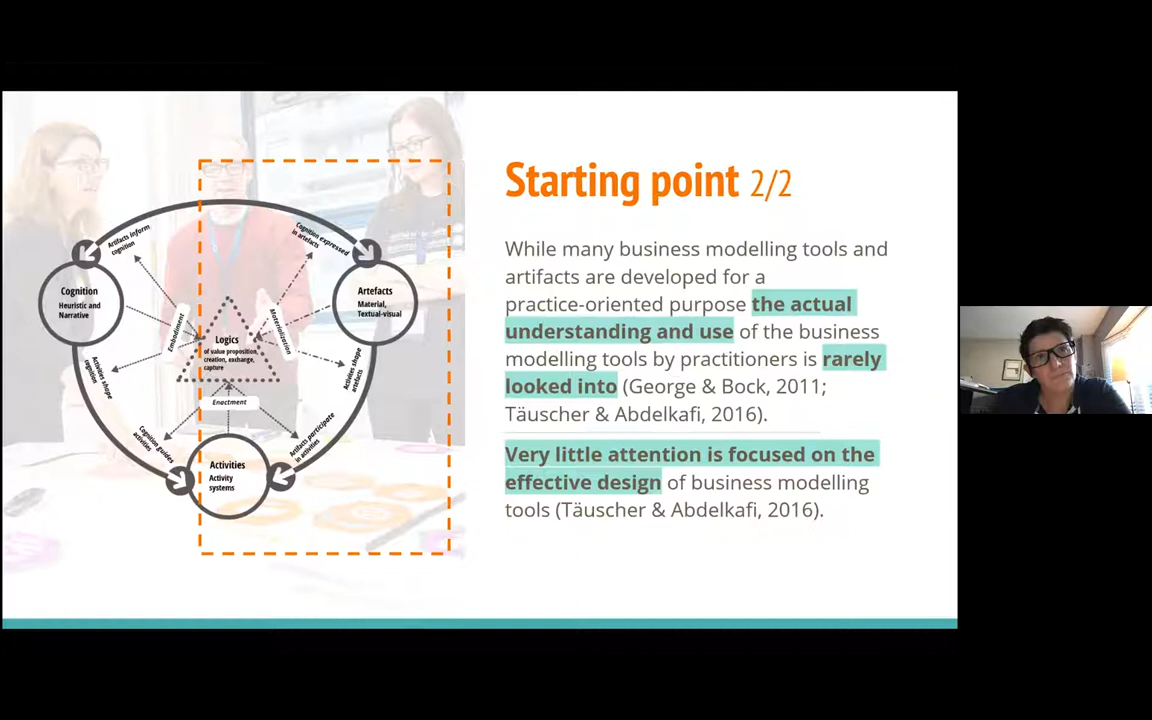 Starting point 2/2
While many business modelling tools and
artifacts are developed for a
practice-oriented purpose the actual
understanding and use of the business
modelling tools by practitioners is rarely
looked into (George & Bock, 2011;
Täuscher & Abdelkafi, 2016).
Very little attention is focused on the
effective design of business modelling
tools (Täuscher & Abdelkafi, 2016).
Artifacts inform
cognition
Cognition expressed
in artefacts
Cognition
Heuristic and
Narrative
Artefacts
Material,
Textual-visual
Embodiment
Materialization
Logics
of value proposition,
creation, exchange,
capture
Activities shape
cognition
Activities shape
artefacts
Enactment
Cognition guides
activities
Artifacts participate
in activities
Activities
Activity
systems